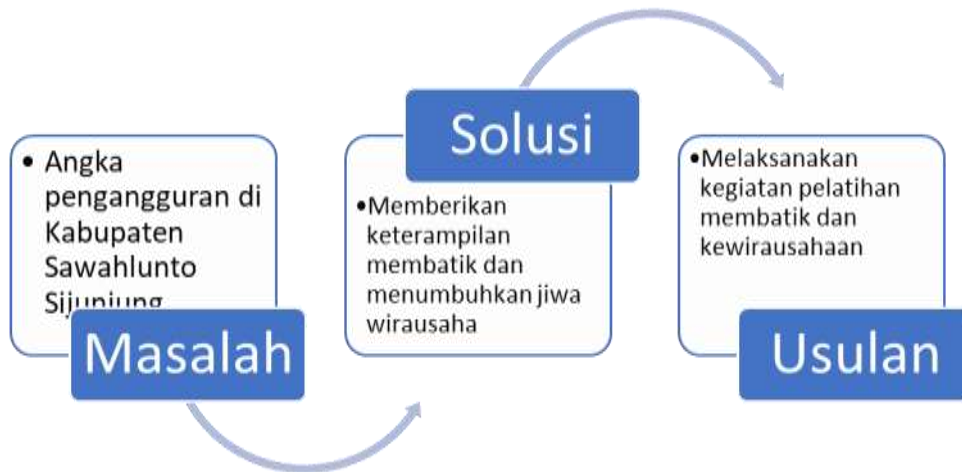 • Angka
pengangguran di
Kabupaten
Sawahlunto
Sijunjung
Masalah
Solusi
•Memberikan
keterampilan
membatik dan
menumbuhkan jiwa
wirausaha
•Melaksanakan
kegiatan pelatihan
membatik dan
kewirausahaan
Usulan